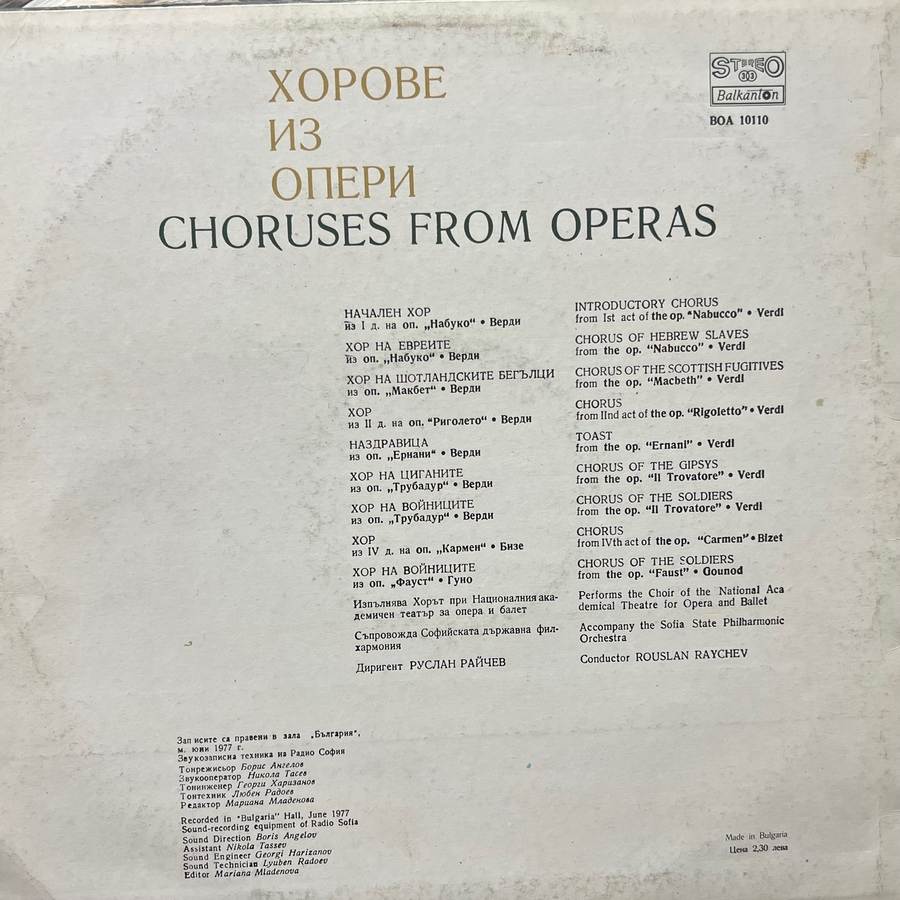 ХОРОВЕ
ИЗ
ОПЕРИ
CHORUSES FROM OPERAS
STEREO
303
Balkanton
ВОА 10110
НАЧАЛЕН ХОР
из I д. на оп. „Набуко“ • Верди
ХОР НА ЕВРЕИТЕ
из оп. „Набуко“ • Верди
ХОР НА ШОТЛАНДСКИТЕ БЕГЪЛЦИ
из оп. „Макбет“ • Верди
ХОР
из II д. на оп. “Риголето“ • Верди
НАЗДРАВИЦА
из оп. „Ернани“ • Верди
ХОР НА ЦИГАНИТЕ
из оп. „Трубадур“ • Верди
ХОР НА ВОЙНИЦИТЕ
из оп. „Трубадур“ • Верди
ХОР
из IV д. на оп. „Кармен“ • Бизе
ХОР НА ВОЙНИЦИТЕ
из оп. „Фауст“ • Гуно
Изпълнява Хорът при Националния ака-
демичен театър за опера и балет
Съпровожда Софийската държавна фил-
хармония
Диригент РУСЛАН РАЙЧЕВ
INTRODUCTORY CHORUS
from Ist act of the op. “Nabucco” • Verdi
CHORUS OF HEBREW SLAVES
from the op. “Nabucco” • Verdi
CHORUS OF THE SCOTTISH FUGITIVES
from the op. “Macbeth” • Verdi
CHORUS
from IInd act of the op. “Rigoletto” • Verdi
TOAST
from the op. “Ernani” • Verdi
CHORUS OF THE GIPSYS
from the op. “Il Trovatore” • Verdi
CHORUS OF THE SOLDIERS
from the op. “Il Trovatore” • Verdi
CHORUS
from IVth act of the op. “Carmen” • Bizet
CHORUS OF THE SOLDIERS
from the op. “Faust” • Gounod
Performs the Choir of the National Aca
demical Theatre for Opera and Ballet
Accompany the Sofia State Philharmonic
Orchestra
Conductor ROUSLAN RAYCHEV
Записите са правени в зала „България“,
м. юни 1977 г.
Звукозаписна техника на Радио София
Тонрежисьор Борис Ангелов
Звукооператор Никола Тасев
Тонинженер Георги Харизанов
Тонтехник Любен Радоев
Редактор Мариана Младенова
Recorded in “Bulgaria” Hall, June 1977
Sound-recording equipment of Radio Sofia
Sound Direction Boris Angelov
Assistant Nikola Tassev
Sound Engineer Georgi Harizanov
Sound Technician Lyuben Radoev
Editor Mariana Mladenova
Made in Bulgaria
Цена 2,30 лева